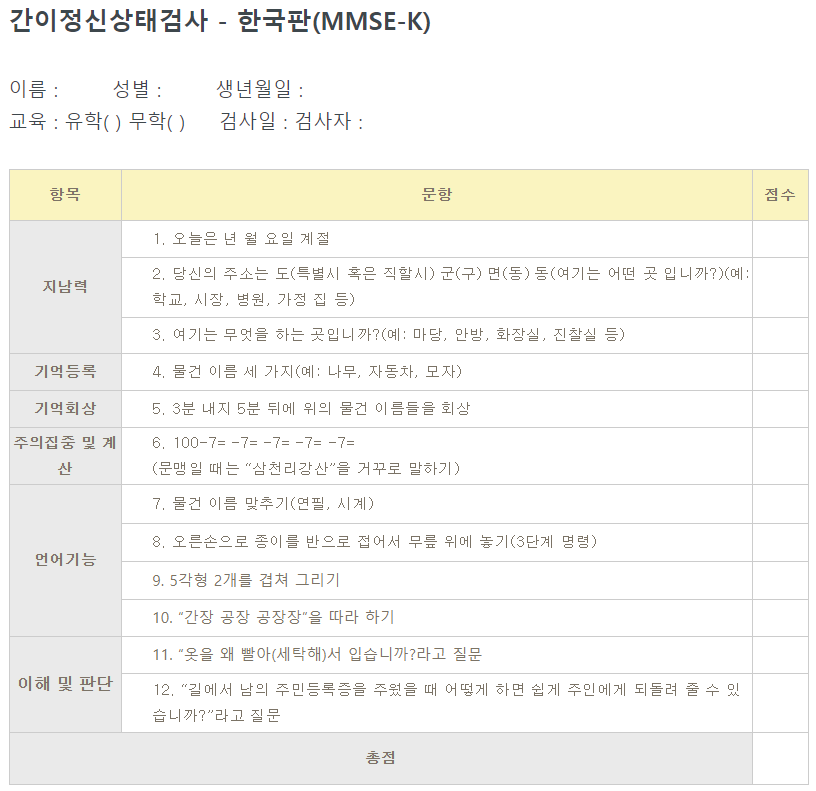 간이정신상태검사 - 한국판(MMSE-K)
이름 : 성별 : 생년월일 :
교육 : 유학( ) 무학( ) 검사일 : 검사자 :
항목 문항 점수
지남력
1. 오늘은 년 월 요일 계절
2. 당신의 주소는 도(특별시 혹은 직할시) 군(구) 면(동) 동(여기는 어떤 곳 입니까?)(예:
학교, 시장, 병원, 가정 집 등)
3. 여기는 무엇을 하는 곳입니까?(예: 마당, 안방, 화장실, 진찰실 등)
기억등록 4. 물건 이름 세 가지(예: 나무, 자동차, 모자)
기억회상 5. 3분 내지 5분 뒤에 위의 물건 이름들을 회상
주의집중 및 계
산
6. 100-7= -7= -7= -7= -7=
(문맹일 때는 “삼천리강산”을 거꾸로 말하기)
언어기능
7. 물건 이름 맞추기(연필, 시계)
8. 오른손으로 종이를 반으로 접어서 무릎 위에 놓기(3단계 명령)
9. 5각형 2개를 겹쳐 그리기
10. “간장 공장 공장장”을 따라 하기
이해 및 판단
11. “옷을 왜 빨아(세탁해)서 입습니까?라고 질문
12. “길에서 남의 주민등록증을 주웠을 때 어떻게 하면 쉽게 주인에게 되돌려 줄 수 있
습니까?”라고 질문
총점